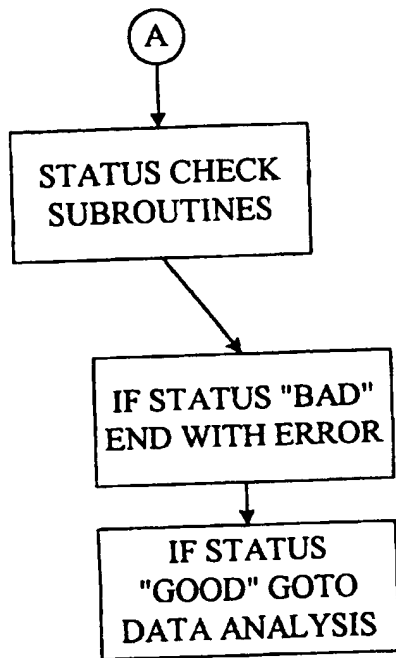 A
STATUS CHECK
SUBROUTINES
IF STATUS "BAD"
END WITH ERROR
IF STATUS
"GOOD" GOTO
DATA ANALYSIS